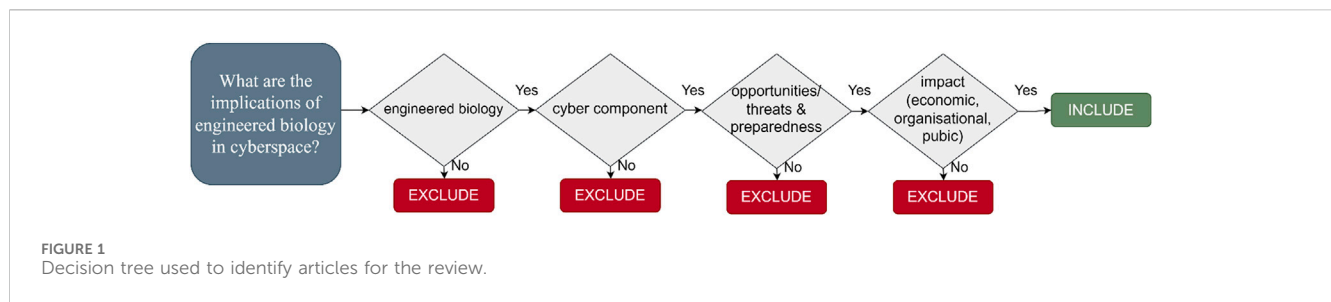 What are the
implications of
engineered biology
in cyberspace?
engineered biology
Yes
No
EXCLUDE
cyber component
Yes
No
EXCLUDE
opportunities/
threats &
preparedness
Yes
No
EXCLUDE
impact
(economic,
organisational,
pubic)
Yes
No
EXCLUDE
INCLUDE
FIGURE 1
Decision tree used to identify articles for the review.